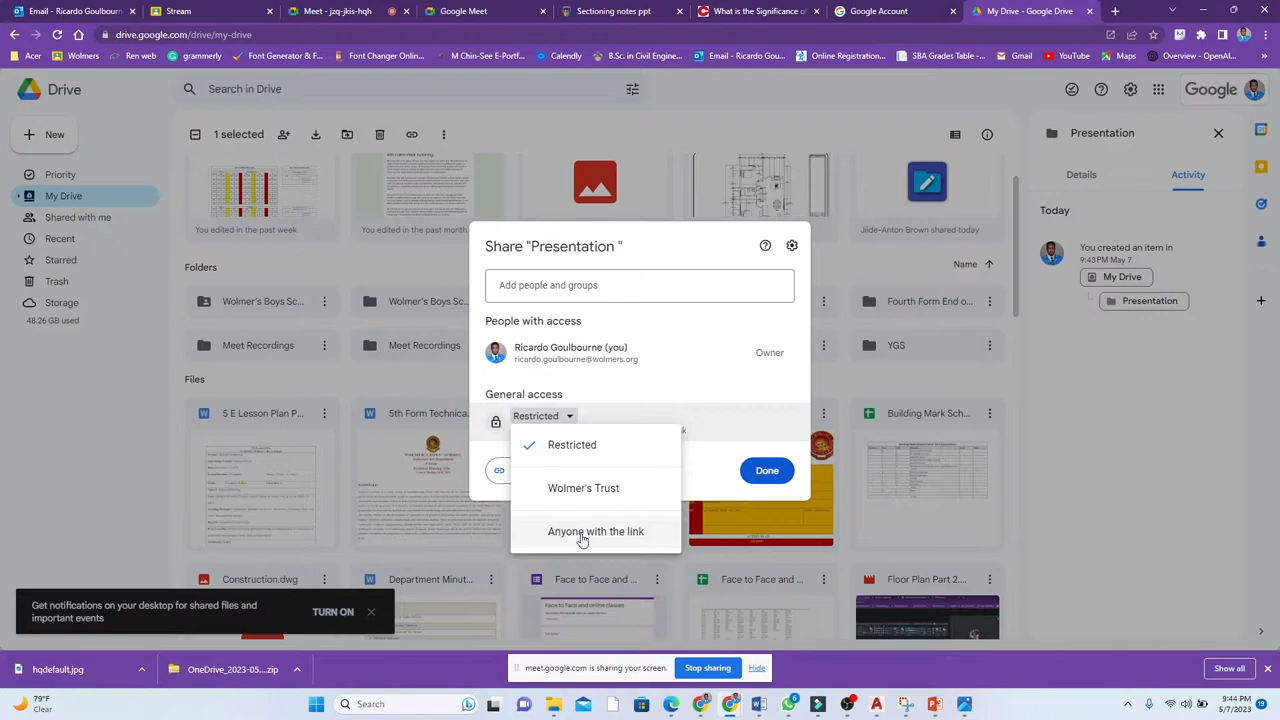 Email - Ricardo Goulbourne - O
Stream
Meet - jzq-jkis-hqh
Google Meet
Sectioning notes ppt
What is the Significance of
Google Account
My Drive - Google Drive
drive.google.com/drive/my-drive
Acer
Wolmers
Ren web
grammerly
Font Generator & F...
Font Changer Onlin...
M Chin-See E-Portf...
Calendly
B.Sc. in Civil Engine...
Email - Ricardo Gou...
Online Registration...
SBA Grades Table -...
Gmail
YouTube
Maps
Overview - OpenAI...
Drive
Search in Drive
Google
New
1 selected
Presentation
Priority
My Drive
Shared with me
Recent
Starred
Trash
Storage
48.26 GB used
You edited in the past week
You edited in the past month
Jiide-Anton Brown shared today
Details
Activity
Today
You created an item in
9:43 PM May 7
My Drive
Presentation
Folders
Name
Wolmer's Boys Sc...
Wolmer's Boys
Fourth Form End o...
Meet Recordings
Meet Recordings
YGS
Files
5 E Lesson Plan P...
5th Form Technica...
Building Mark Sch...
Share "Presentation "
Add people and groups
People with access
Ricardo Goulbourne (you)
ricardo.goulbourne@wolmers.org
Owner
General access
Restricted
Restricted
Wolmer's Trust
Anyone with the link
Done
Construction.dwg
Department Minut...
Face to Face and ...
Face to Face and ...
Floor Plan Part 2....
Face to Face and online classes
Get notifications on your desktop for shared files and
important events
TURN ON
hqdefault.jpg
OneDrive_2023-05....zip
meet.google.com is sharing your screen.
Stop sharing
Hide
Show all
79°F
Clear
Search
6
9:44 PM
5/7/2023
19